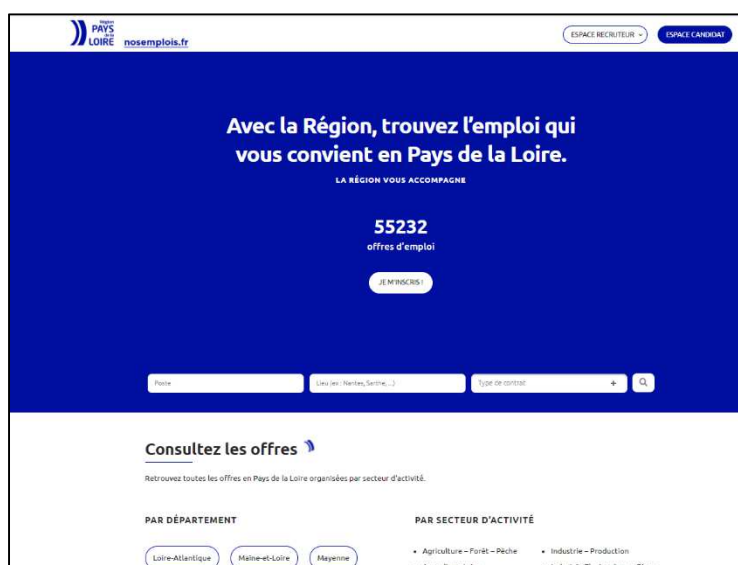 Région
PAYS
de la
LOIRE
nosemplois.fr
ESPACE RECRUTEUR
ESPACE CANDIDAT
Avec la Région, trouvez l'emploi qui
vous convient en Pays de la Loire.
LA RÉGION VOUS ACCOMPAGNE
55232
offres d'emploi
JE M'INSCRIS !
Poste
Lieu (ex : Nantes, Sarthe, ...)
Type de contrat +
Consultez les offres
Retrouvez toutes les offres en Pays de la Loire organisées par secteur d'activité.
PAR DÉPARTEMENT
PAR SECTEUR D'ACTIVITÉ
Loire-Atlantique
Maine-et-Loire
Mayenne
• Agriculture – Forêt – Pêche
• Industrie – Production